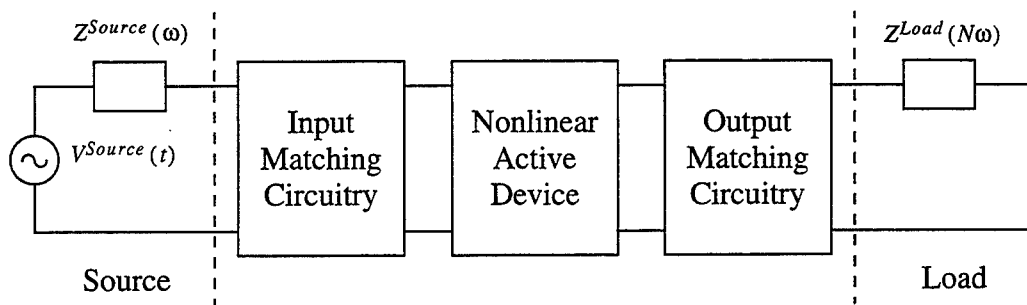 Z^Source (ω)
Z^Load (Nω)
V^Source (t)
Input
Matching
Circuitry
Nonlinear
Active
Device
Output
Matching
Circuitry
Source
Load